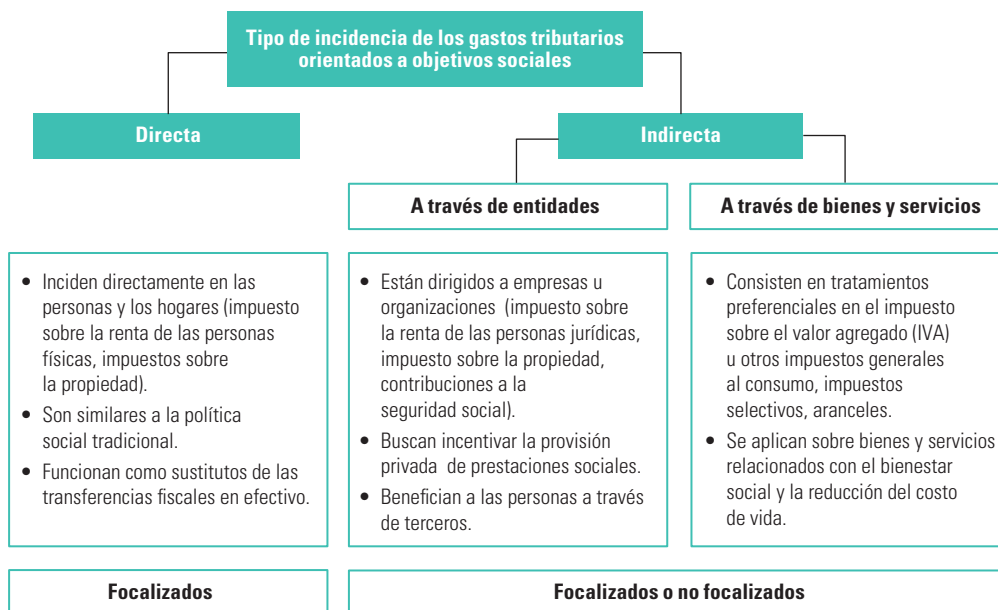 Tipo de incidencia de los gastos tributarios
orientados a objetivos sociales
Directa
Indirecta
A través de entidades
A través de bienes y servicios
• Inciden directamente en las
personas y los hogares (impuesto
sobre la renta de las personas
físicas, impuestos sobre
la propiedad).
• Son similares a la política
social tradicional.
• Funcionan como sustitutos de las
transferencias fiscales en efectivo.
• Están dirigidos a empresas u
organizaciones (impuesto sobre
la renta de las personas jurídicas,
impuesto sobre la propiedad,
contribuciones a la
seguridad social).
• Buscan incentivar la provisión
privada de prestaciones sociales.
• Benefician a las personas a través
de terceros.
• Consisten en tratamientos
preferenciales en el impuesto
sobre el valor agregado (IVA)
u otros impuestos generales
al consumo, impuestos
selectivos, aranceles.
• Se aplican sobre bienes y servicios
relacionados con el bienestar
social y la reducción del costo
de vida.
Focalizados
Focalizados o no focalizados